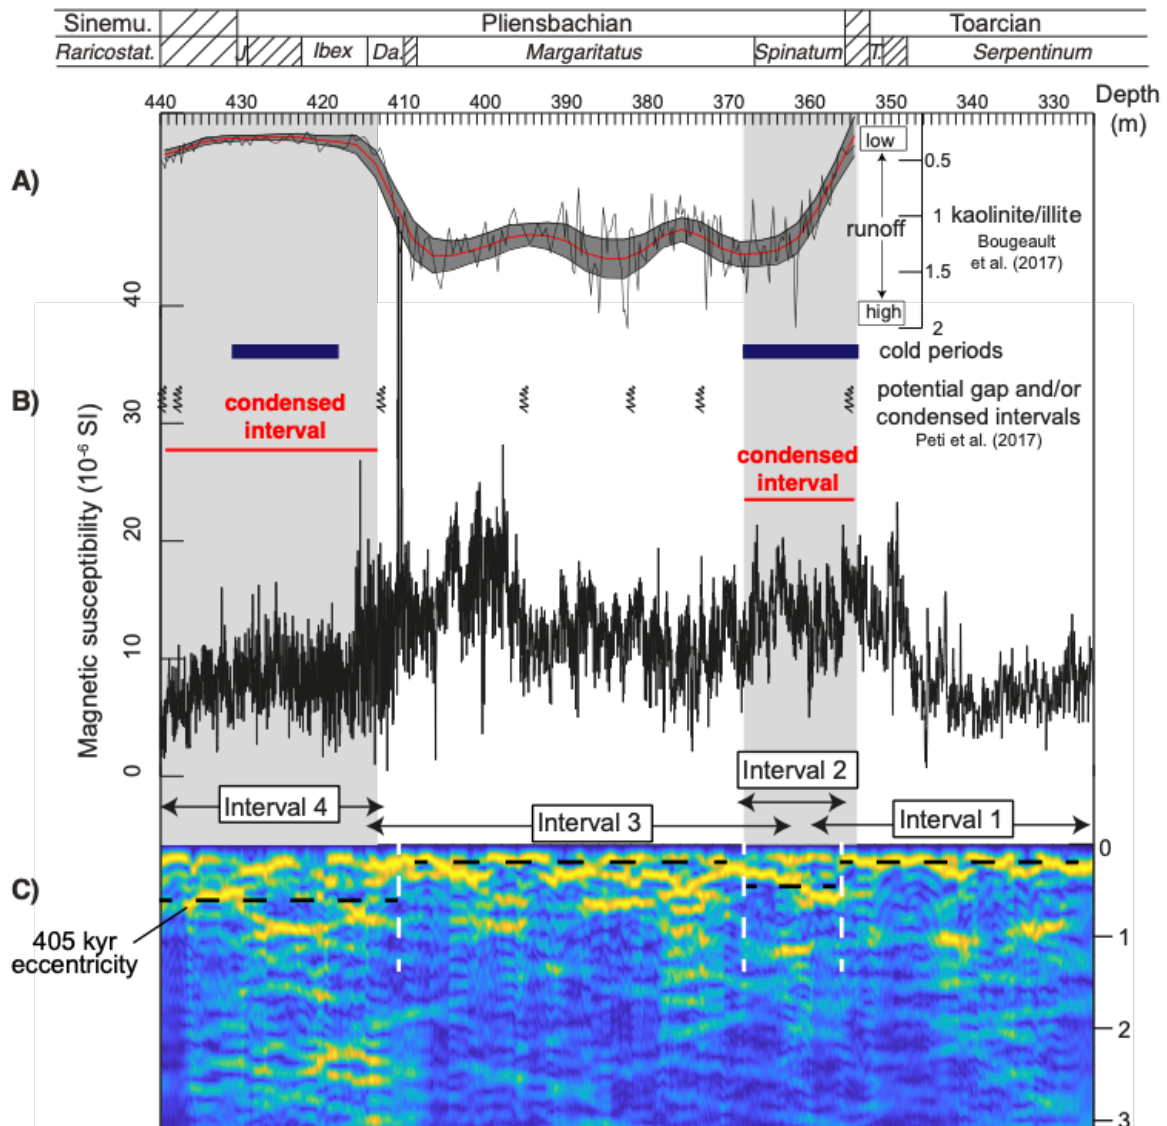 Sinemu. Pliensbachian Toarcian
Raricostat. J Ibex Da. Margaritatus Spinatum T. Serpentinum
440 430 420 410 400 390 380 370 360 350 340 330 Depth
(m)
A)
low
0.5
1 kaolinite/illite
runoff
Bougeault
et al. (2017)
1.5
high
2
40
cold periods
B)
potential gap and/or
condensed intervals
Peti et al. (2017)
condensed
interval
condensed
interval
30
20
10
0
Magnetic susceptibility (10⁻⁶ SI)
Interval 2
Interval 4
Interval 3
Interval 1
0
C)
405 kyr
eccentricity
1
2
3